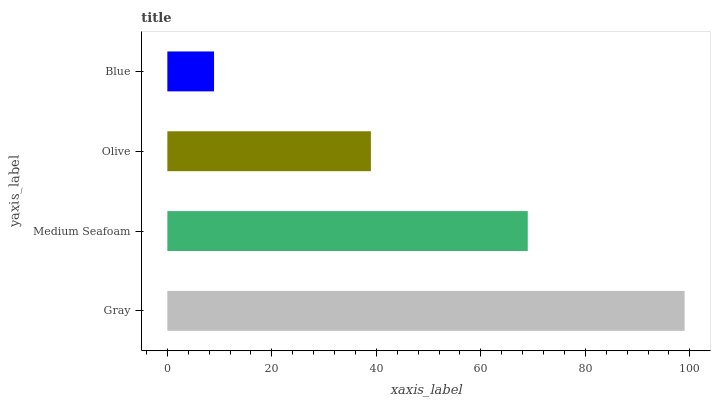 title
Blue
Olive
Medium Seafoam
Gray
yaxis_label
0 20 40 60 80 100
xaxis_label